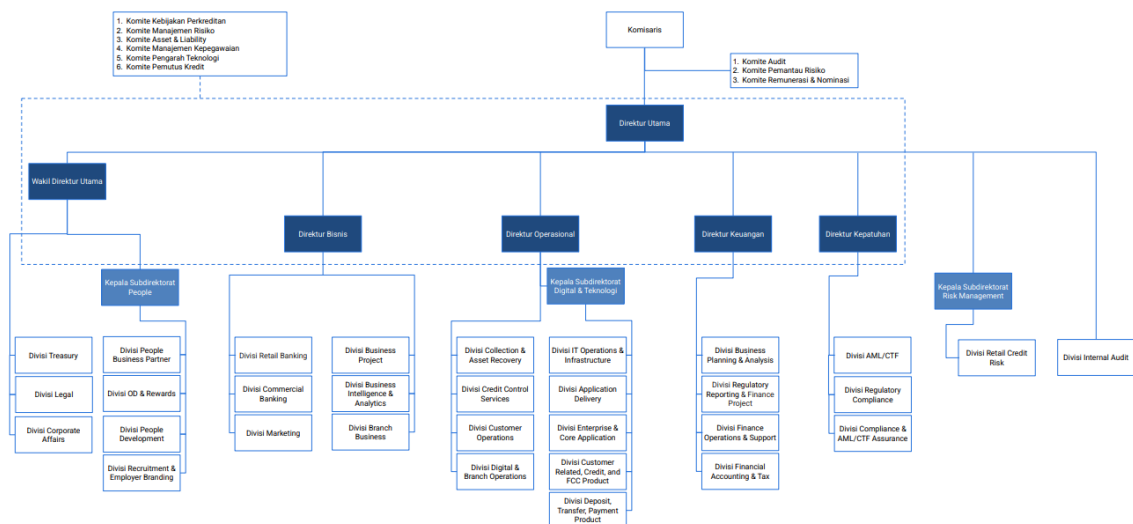 1. Komite Kebijakan Perkreditan
2. Komite Manajemen Risiko
3. Komite Asset & Liability
4. Komite Manajemen Kepegawaian
5. Komite Pengarah Teknologi
6. Komite Pemutus Kredit
Komisaris
1. Komite Audit
2. Komite Pemantau Risiko
3. Komite Remunerasi & Nominasi
Direktur Utama
Wakil Direktur Utama
Direktur Bisnis
Direktur Operasional
Direktur Keuangan
Direktur Kepatuhan
Kepala Subdirektorat
People
Kepala Subdirektorat
Digital & Teknologi
Kepala Subdirektorat
Risk Management
Divisi Treasury
Divisi Legal
Divisi Corporate
Affairs
Divisi People
Business Partner
Divisi OD & Rewards
Divisi People
Development
Divisi Recruitment &
Employer Branding
Divisi Retail Banking
Divisi Commercial
Banking
Divisi Marketing
Divisi Business
Project
Divisi Business
Intelligence &
Analytics
Divisi Branch
Business
Divisi Collection &
Asset Recovery
Divisi Credit Control
Services
Divisi Customer
Operations
Divisi Digital &
Branch Operations
Divisi IT Operations &
Infrastructure
Divisi Application
Delivery
Divisi Enterprise &
Core Application
Divisi Customer
Related, Credit, and
FCC Product
Divisi Deposit,
Transfer, Payment
Product
Divisi Business
Planning & Analysis
Divisi Regulatory
Reporting & Finance
Project
Divisi Finance
Operations & Support
Divisi Financial
Accounting & Tax
Divisi AML/CTF
Divisi Regulatory
Compliance
Divisi Compliance
& AML/CTF Assurance
Divisi Retail Credit
Risk
Divisi Internal Audit